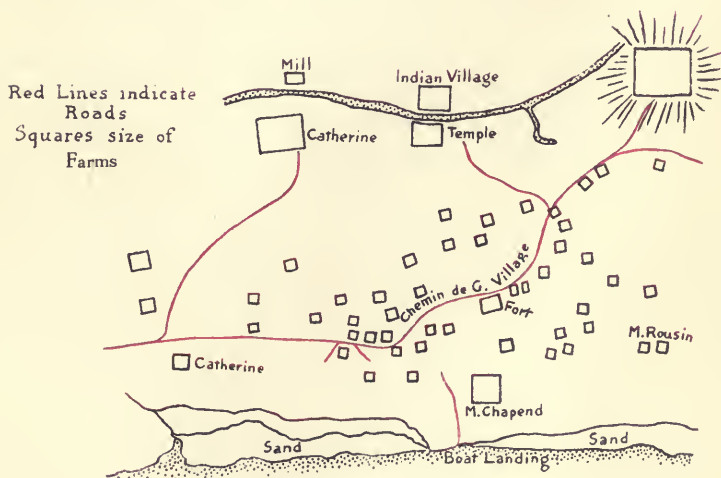 Mill
Indian Village
Red Lines indicate
Roads
Squares size of
Farms
Catherine
Temple
Chemin de G. Village
Fort
M. Rousin
Catherine
M. Chapend
Sand
Sand
Boat Landing